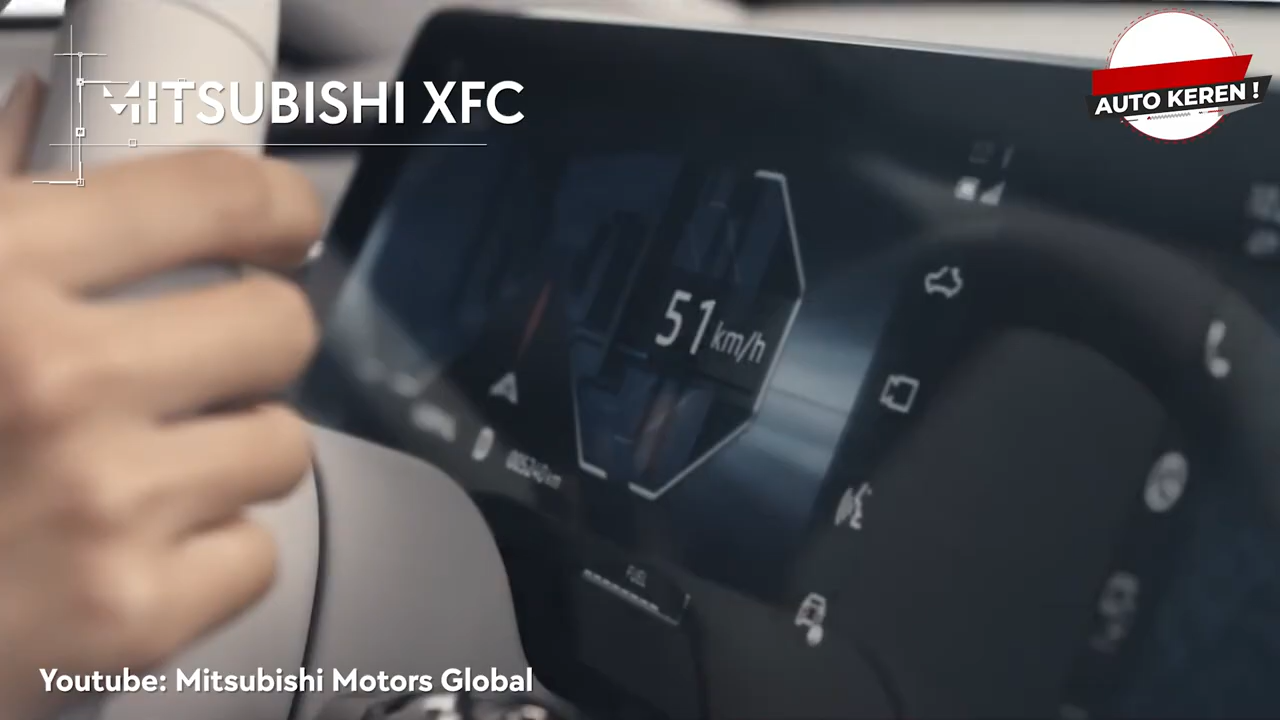 MITSUBISHI XFC
AUTO KEREN !
51 km/h
FUEL
Youtube: Mitsubishi Motors Global